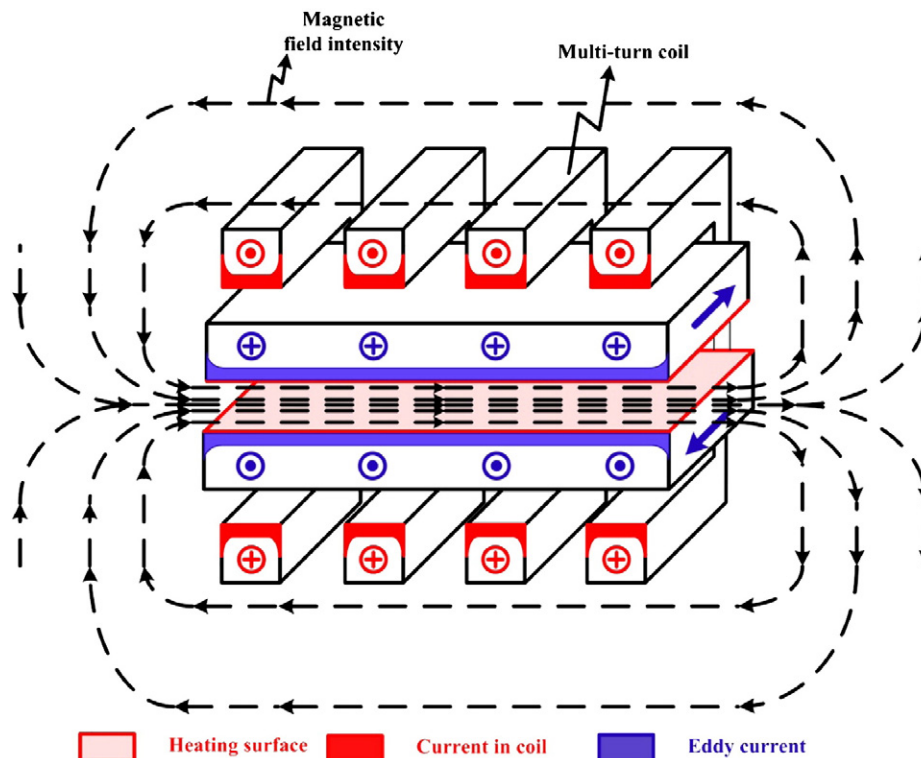 Magnetic
field intensity
Multi-turn coil
Heating surface
Current in coil
Eddy current